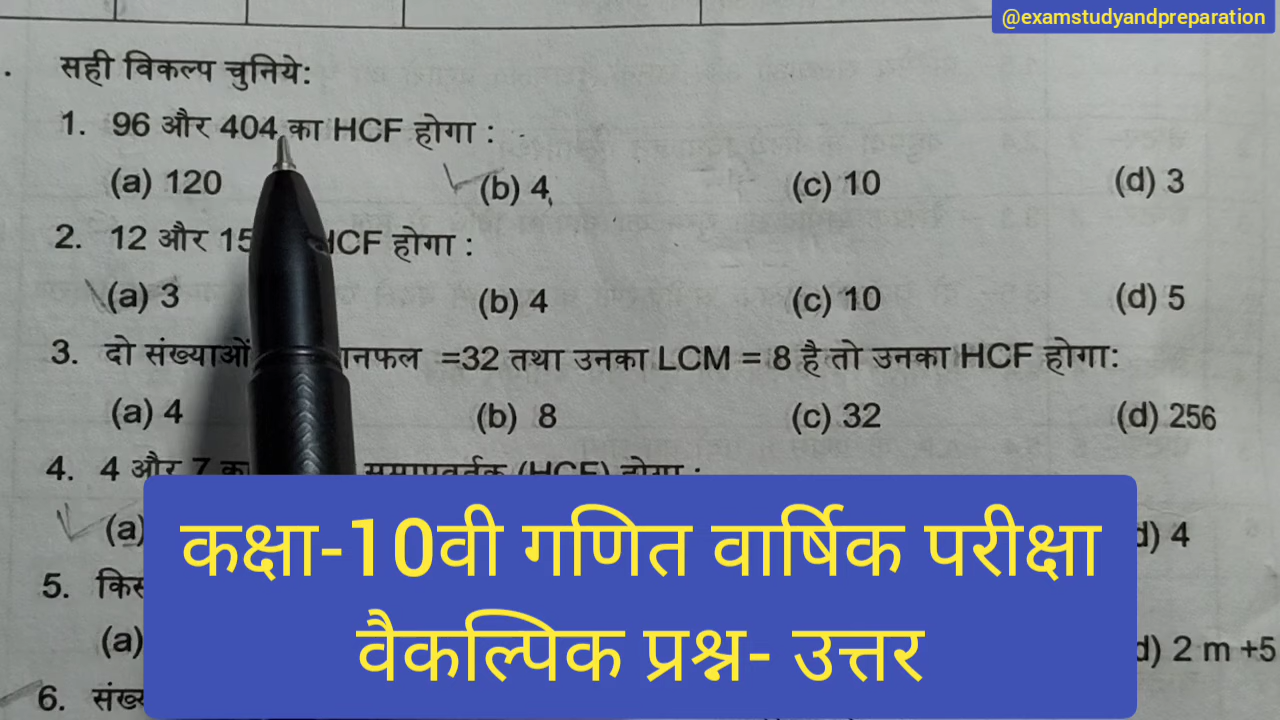 @examstudyandpreparation
सही विकल्प चुनिये:
1. 96 और 404 का HCF होगा :
(a) 120 (b) 4 (c) 10 (d) 3
2. 12 और 15 HCF होगा :
(a) 3 (b) 4 (c) 10 (d) 5
3. दो संख्याओं =32 तथा उनका LCM = 8 है तो उनका HCF होगा:
(a) 4 (b) 8 (c) 32 (d) 256
4. 4 और 7 (HCF) होगा :
(a) d) 4
5.
(a) d) 2 m +5
6.
कक्षा-10वी गणित वार्षिक परीक्षा
वैकल्पिक प्रश्न- उत्तर